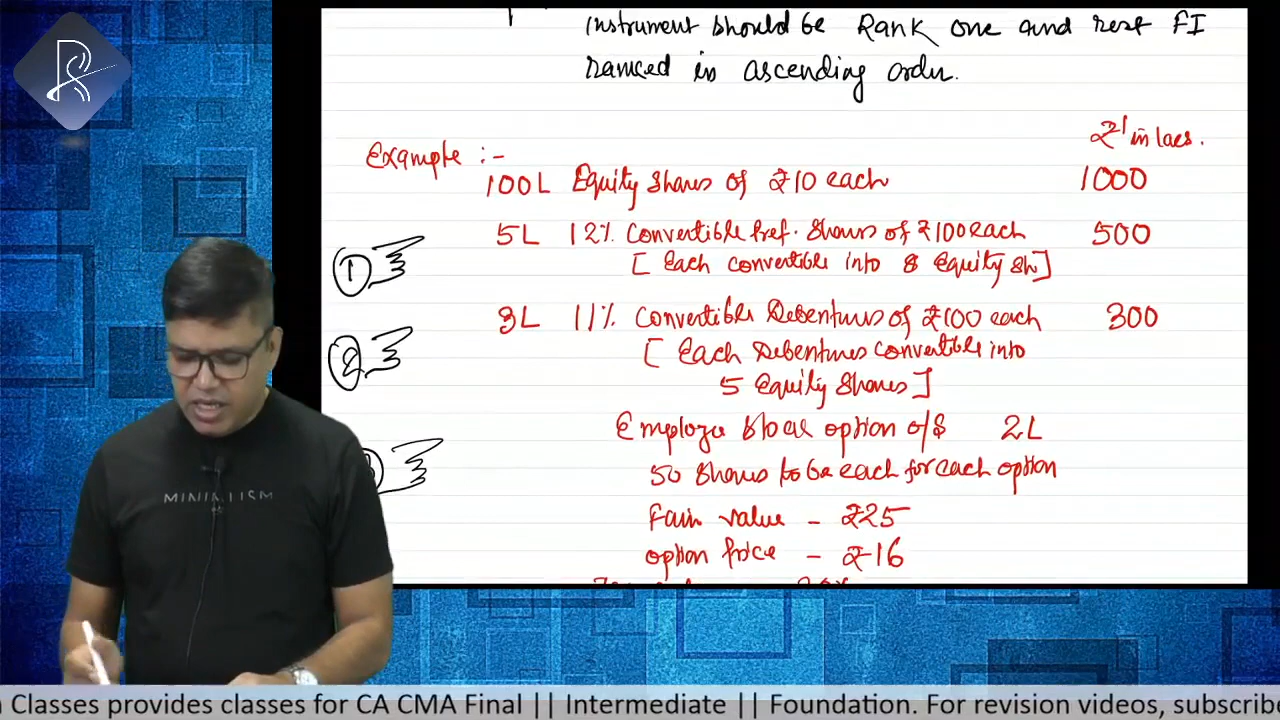 Instrument should be Rank one and rest FI
Ranked in ascending order.
₹ in lacs.
Example :-
100L Equity Shares of ₹10 each 1000
5L 12% Convertible Pref. Shares of ₹100 each 500
[ Each convertible into 8 Equity Sh]
1
3L 11% Convertible Debentures of ₹100 each 300
[ Each Debentures convertible into
2
5 Equity Shares]
Employee Stock option o/s 2L
50 Shares to be each for each option
Fair value - ₹25
option price - ₹16
MINIMALISM
Classes provides classes for CA CMA Final || Intermediate || Foundation. For revision videos, subscribe